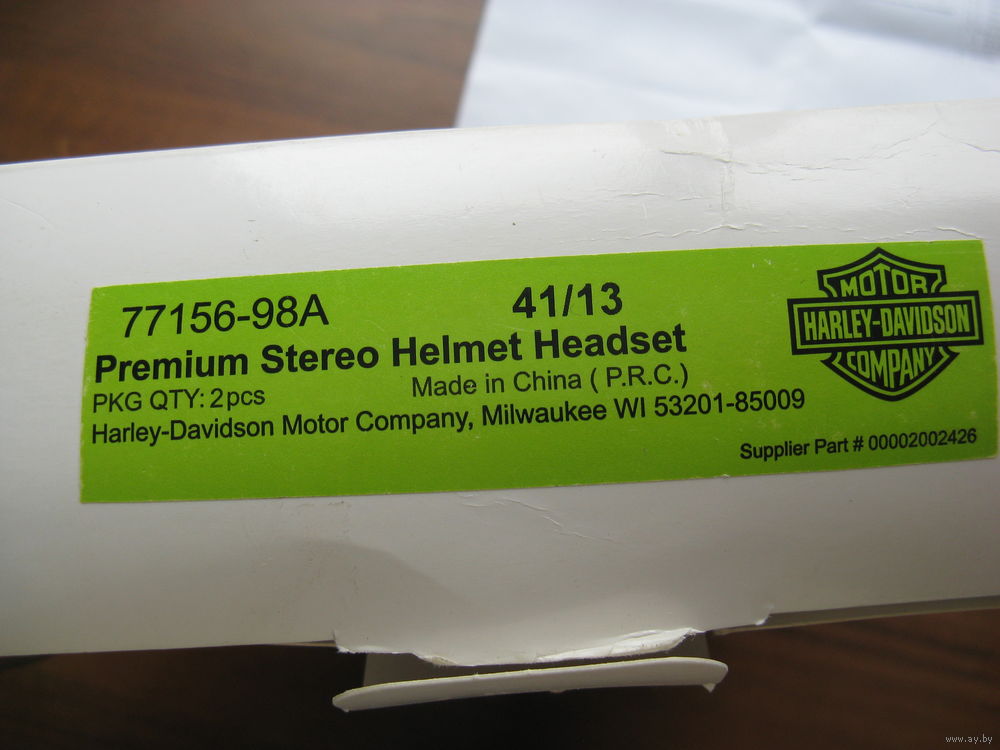 77156-98A 41/13
Premium Stereo Helmet Headset
PKG QTY: 2pcs Made in China ( P.R.C.)
Harley-Davidson Motor Company, Milwaukee WI 53201-85009
Supplier Part # 00002002426
MOTOR
HARLEY-DAVIDSON
COMPANY
www.ay.by